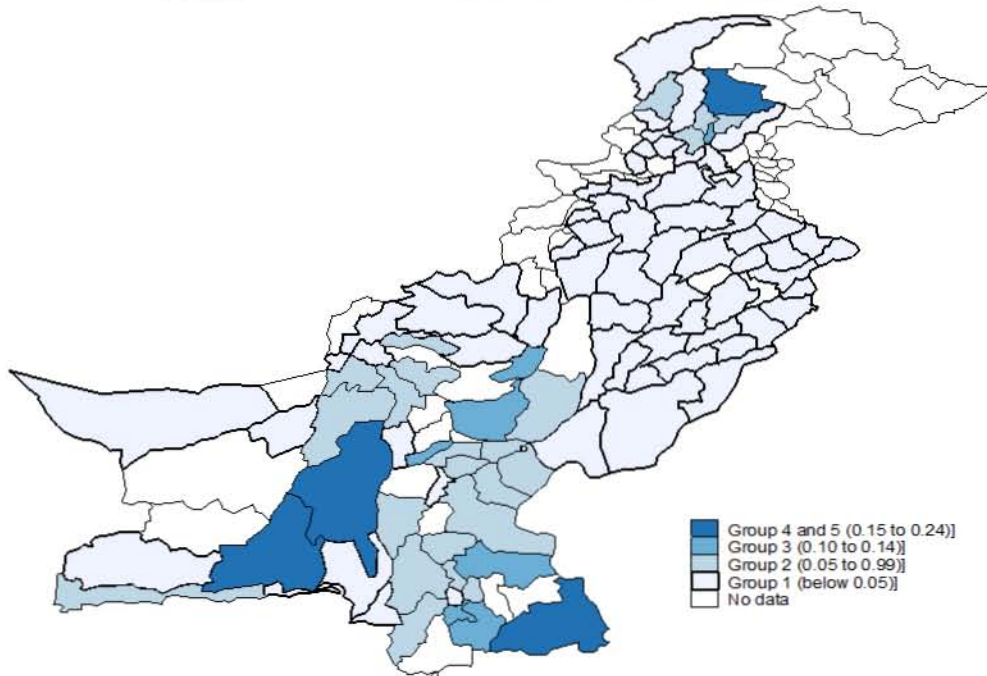 Group 4 and 5 (0.15 to 0.24)]
Group 3 (0.10 to 0.14)]
Group 2 (0.05 to 0.99)]
Group 1 (below 0.05)]
No data